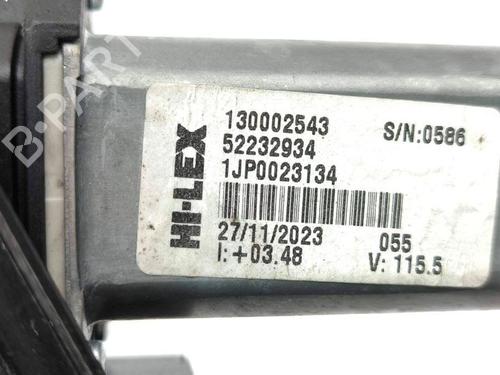 B-PARTS
HI-LEX
130002543 S/N:0586
52232934
1JP0023134
27/11/2023 055
I:+03.48 V: 115.5